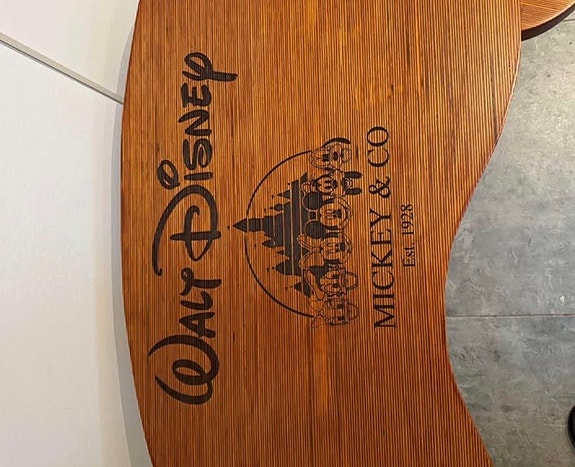 WALT DISNEY
MICKEY & CO
Est. 1928